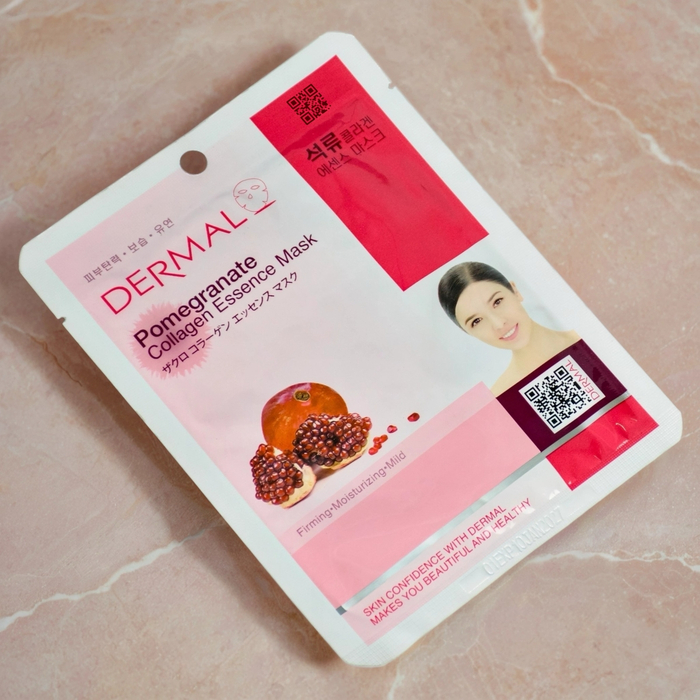 석류콜라겐
에센스 마스크
피부탄력 • 보습 • 유연
DERMAL
Pomegranate
Collagen Essence Mask
ザクロ コラーゲン エッセンス マスク
DERMAL
Firming•Moisturizing•Mild
SKIN CONFIDENCE WITH DERMAL
MAKES YOU BEAUTIFUL AND HEALTHY